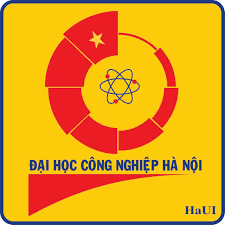 ĐẠI HỌC CÔNG NGHIỆP HÀ NỘI
HaUI